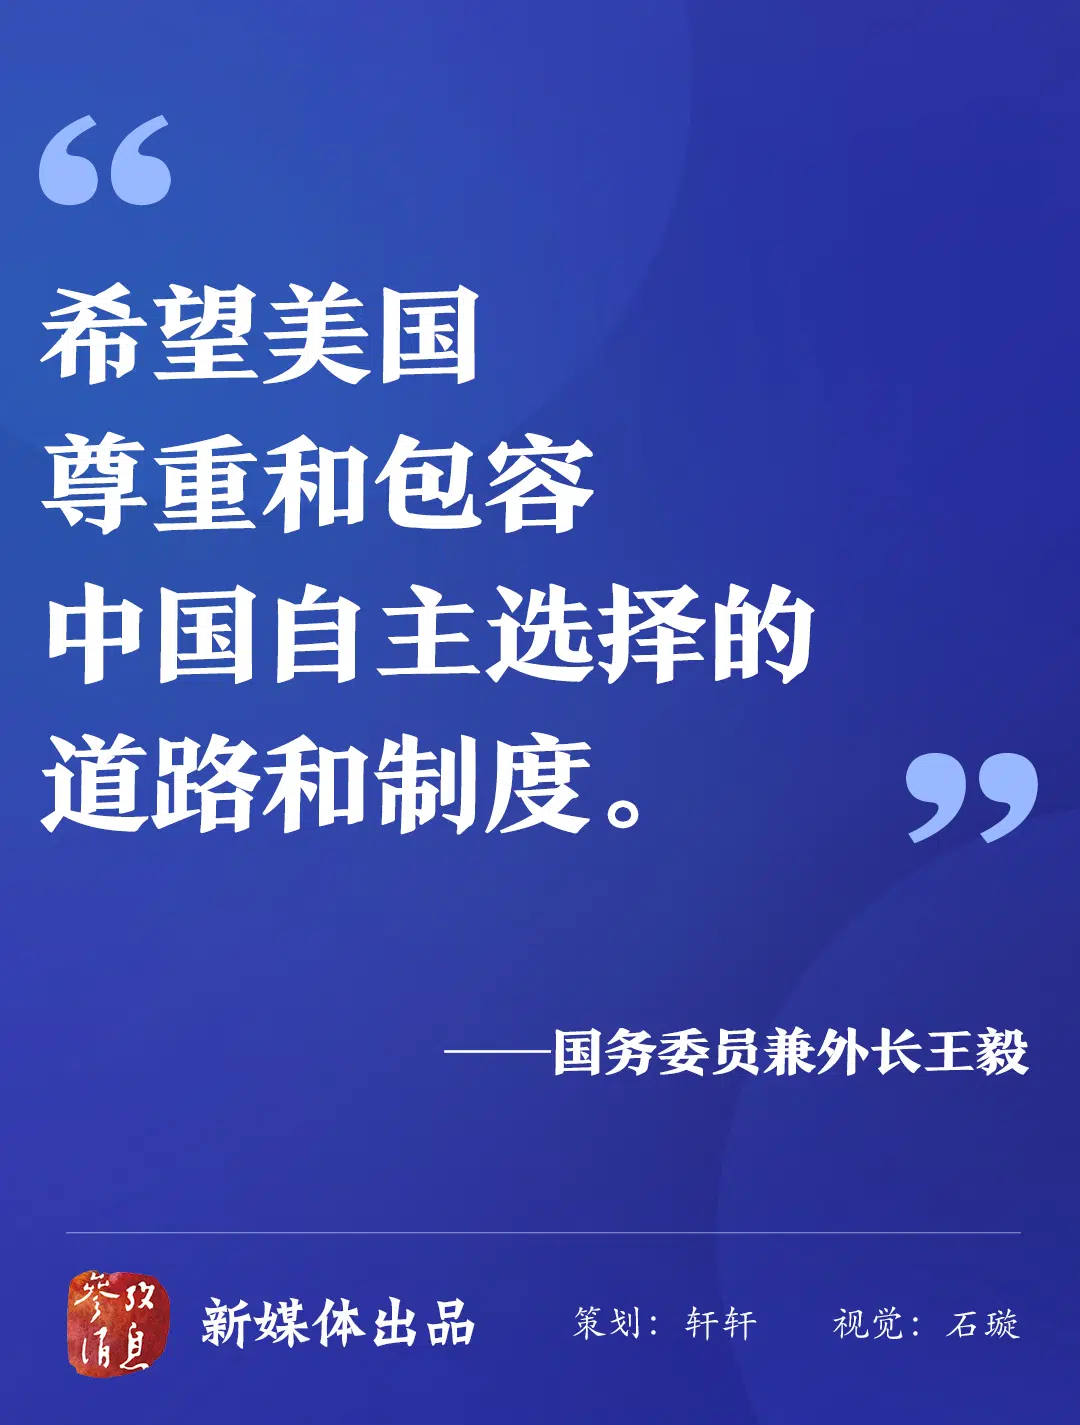 “
希望美国
尊重和包容
中国自主选择的
道路和制度。
”
——国务委员兼外长王毅
参考消息
新媒体出品 策划：轩轩 视觉：石璇